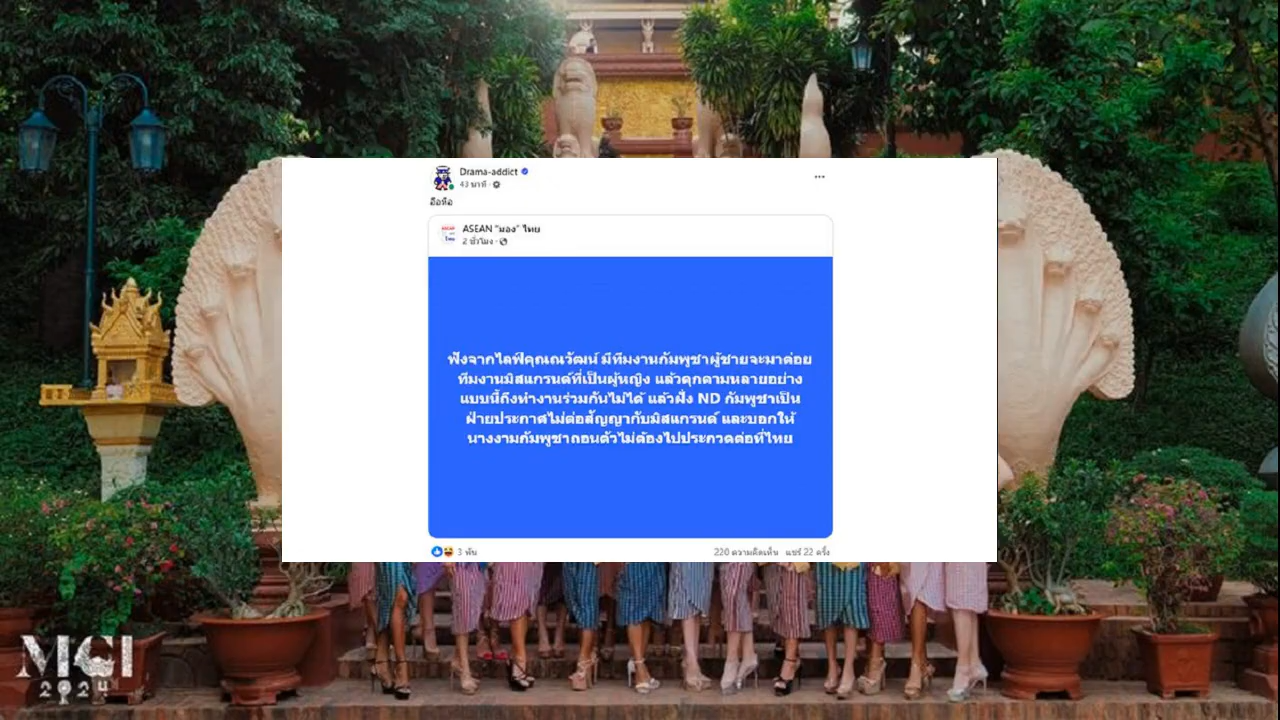 Drama-addict
43 นาที ·
อือหือ
ASEAN "มอง" ไทย
2 ชั่วโมง ·
ฟังจากไลฟ์คุณณวัฒน์ มีทีมงานกัมพูชาผู้ชายจะมาต่อย
ทีมงานมิสแกรนด์ที่เป็นผู้หญิง แล้วคุกคามหลายอย่าง
แบบนี้ถึงทำงานร่วมกันไม่ได้ แล้วฝั่ง ND กัมพูชาเป็น
ฝ่ายประกาศไม่ต่อสัญญากับมิสแกรนด์ และบอกให้
นางงามกัมพูชาถอนตัวไม่ต้องไปประกวดต่อที่ไทย
3 พัน
220 ความคิดเห็น แชร์ 22 ครั้ง
MGI
2024